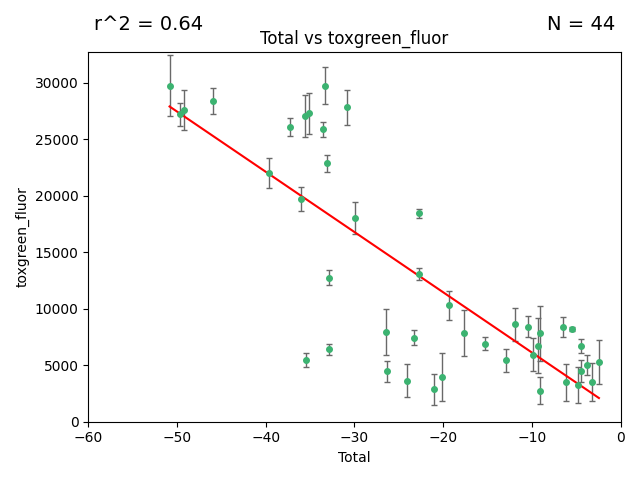 r^2 = 0.64
N = 44
Total vs toxgreen_fluor
30000
25000
20000
15000
10000
5000
0
toxgreen_fluor
−60
−50
−40
−30
−20
−10
0
Total